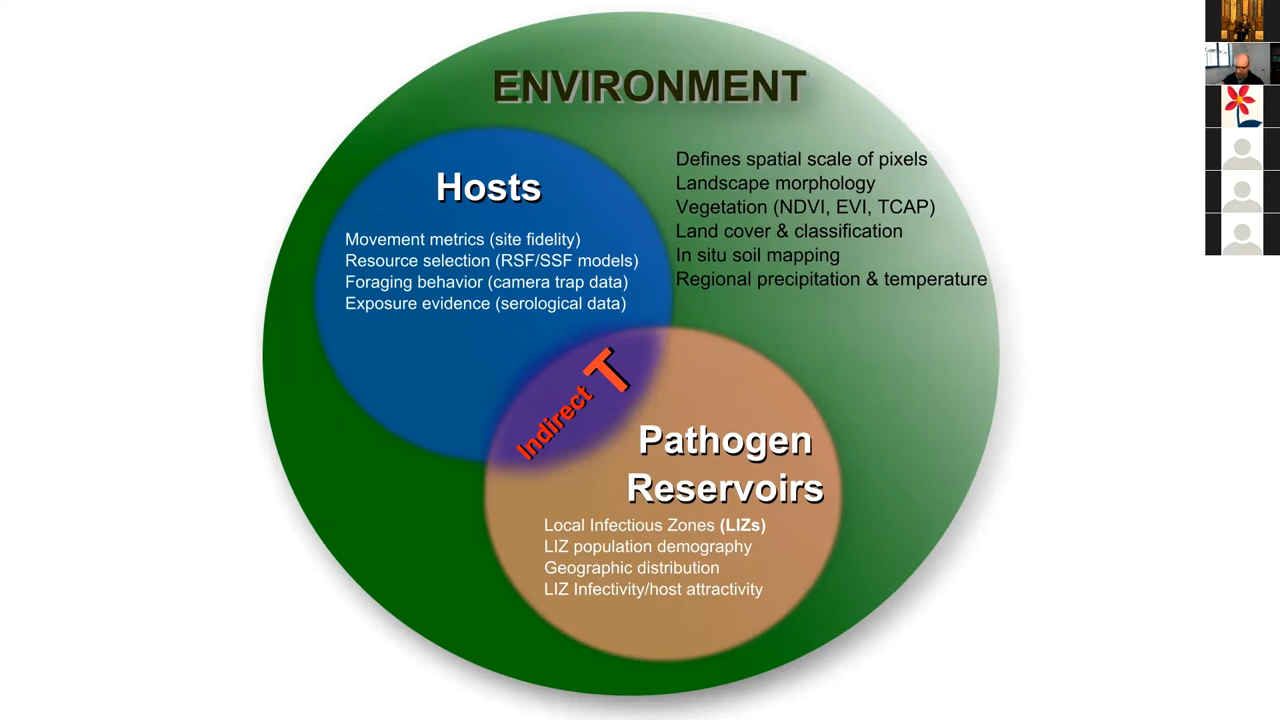 ENVIRONMENT
Defines spatial scale of pixels
Landscape morphology
Vegetation (NDVI, EVI, TCAP)
Land cover & classification
In situ soil mapping
Regional precipitation & temperature
Hosts
Movement metrics (site fidelity)
Resource selection (RSF/SSF models)
Foraging behavior (camera trap data)
Exposure evidence (serological data)
Indirect T
Pathogen
Reservoirs
Local Infectious Zones (LIZs)
LIZ population demography
Geographic distribution
LIZ Infectivity/host attractivity